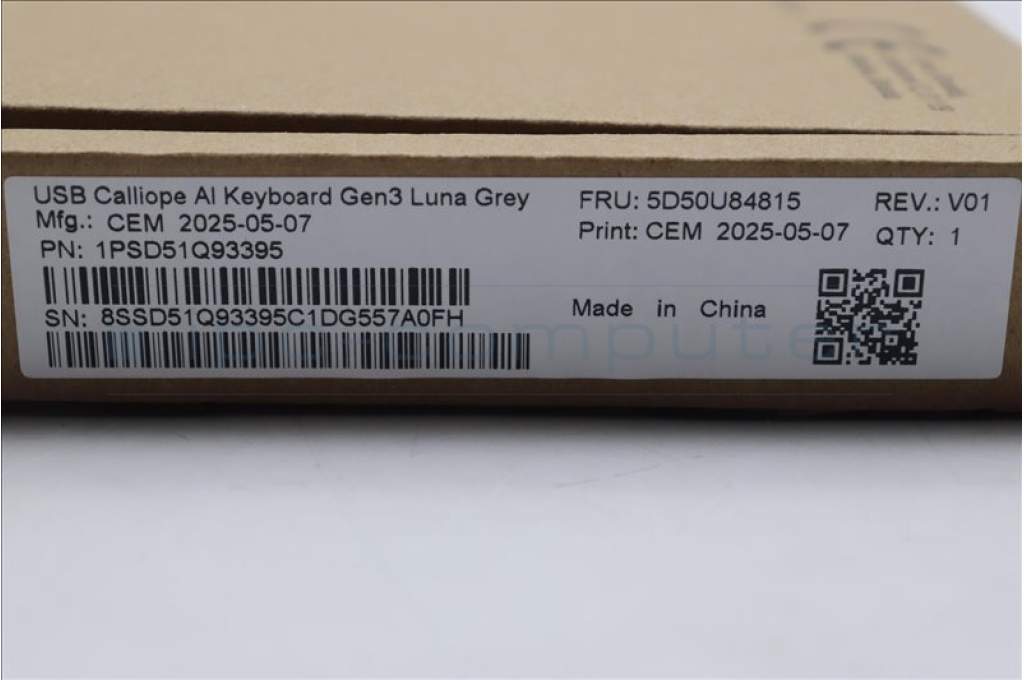 USB Calliope AI Keyboard Gen3 Luna Grey
Mfg.: CEM 2025-05-07
PN: 1PSD51Q93395
SN: 8SSD51Q93395C1DG557A0FH
FRU: 5D50U84815
Print: CEM 2025-05-07
REV.: V01
QTY: 1
Made in China